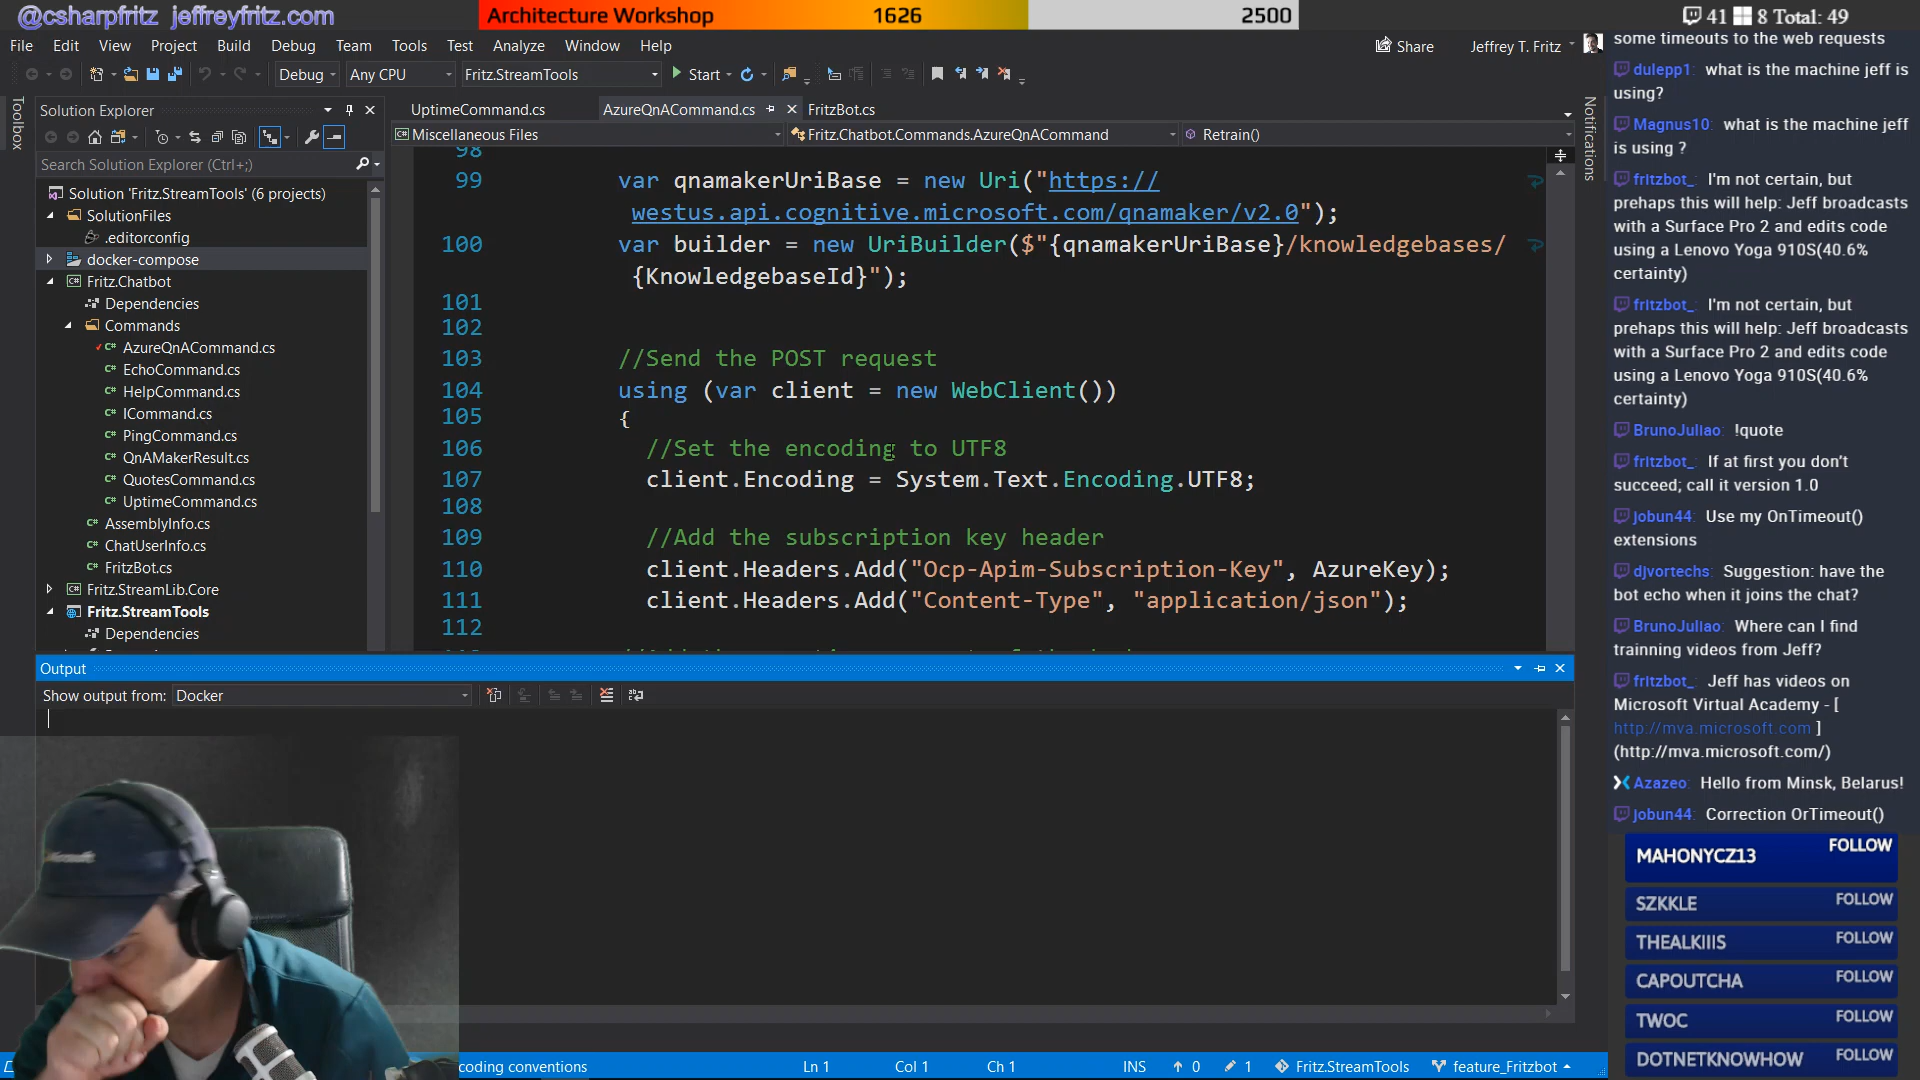 @csharpfritz jeffreyfritz.com
Architecture Workshop 1626 2500
41 8 Total: 49
File Edit View Project Build Debug Team Tools Test Analyze Window Help
Share Jeffrey T. Fritz
Debug Any CPU Fritz.StreamTools Start
Toolbox
Solution Explorer
Search Solution Explorer (Ctrl+;)
Solution 'Fritz.StreamTools' (6 projects)
SolutionFiles
.editorconfig
docker-compose
Fritz.Chatbot
Dependencies
Commands
AzureQnACommand.cs
EchoCommand.cs
HelpCommand.cs
ICommand.cs
PingCommand.cs
QnAMakerResult.cs
QuotesCommand.cs
UptimeCommand.cs
AssemblyInfo.cs
ChatUserInfo.cs
FritzBot.cs
Fritz.StreamLib.Core
Fritz.StreamTools
Dependencies
UptimeCommand.cs AzureQnACommand.cs FritzBot.cs
Miscellaneous Files Fritz.Chatbot.Commands.AzureQnACommand Retrain()
98
99 var qnamakerUriBase = new Uri("https://
westus.api.cognitive.microsoft.com/qnamaker/v2.0");
100 var builder = new UriBuilder($"{qnamakerUriBase}/knowledgebases/
{KnowledgebaseId}");
101
102
103 //Send the POST request
104 using (var client = new WebClient())
105 {
106 //Set the encoding to UTF8
107 client.Encoding = System.Text.Encoding.UTF8;
108
109 //Add the subscription key header
110 client.Headers.Add("Ocp-Apim-Subscription-Key", AzureKey);
111 client.Headers.Add("Content-Type", "application/json");
112
Notifications
Output
Show output from: Docker
coding conventions Ln 1 Col 1 Ch 1 INS 0 1 Fritz.StreamTools feature_Fritzbot
some timeouts to the web requests
dulepp1: what is the machine jeff is
using?
Magnus10: what is the machine jeff
is using ?
fritzbot_: I'm not certain, but
prehaps this will help: Jeff broadcasts
with a Surface Pro 2 and edits code
using a Lenovo Yoga 910S(40.6%
certainty)
fritzbot_: I'm not certain, but
prehaps this will help: Jeff broadcasts
with a Surface Pro 2 and edits code
using a Lenovo Yoga 910S(40.6%
certainty)
BrunoJuliao: !quote
fritzbot_: If at first you don't
succeed; call it version 1.0
jobun44: Use my OnTimeout()
extensions
djvortechs: Suggestion: have the
bot echo when it joins the chat?
BrunoJuliao: Where can I find
trainning videos from Jeff?
fritzbot_: Jeff has videos on
Microsoft Virtual Academy - [
http://mva.microsoft.com ]
(http://mva.microsoft.com/)
Azazeo: Hello from Minsk, Belarus!
jobun44: Correction OrTimeout()
MAHONYCZ13 FOLLOW
SZKKLE FOLLOW
THEALKIIIS FOLLOW
CAPOUTCHA FOLLOW
TWOC FOLLOW
DOTNETKNOWHOW FOLLOW